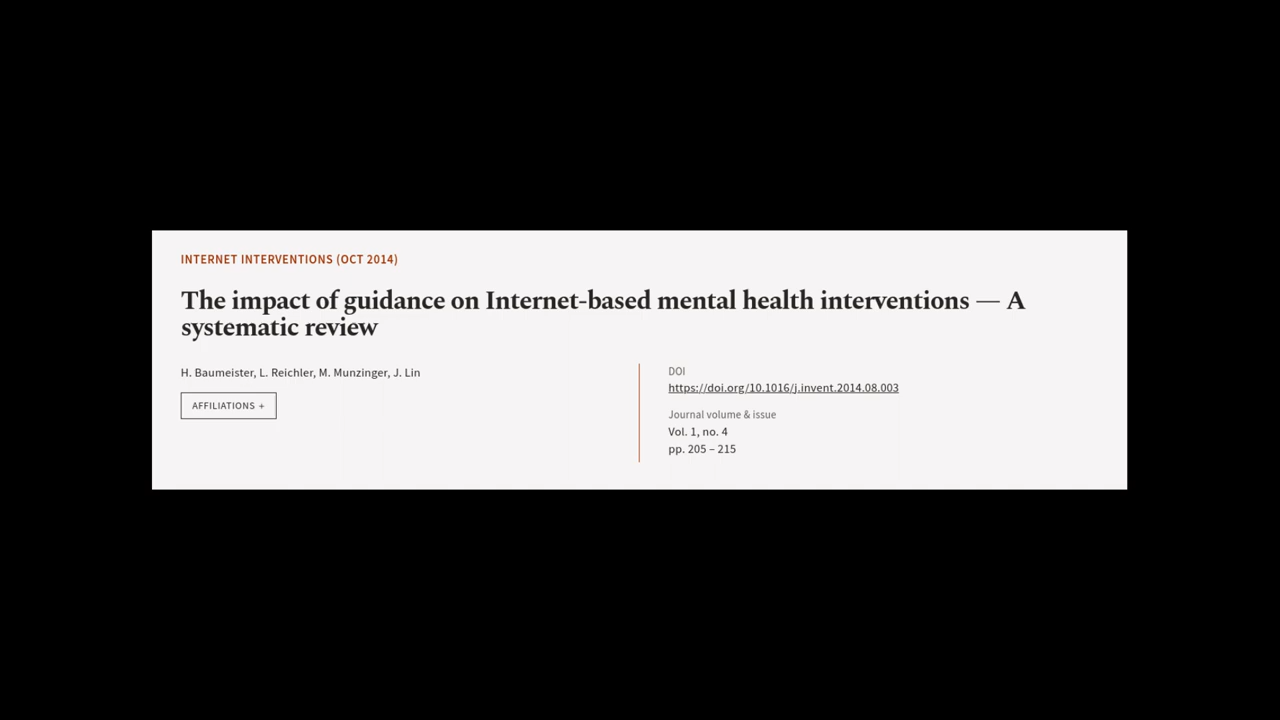 INTERNET INTERVENTIONS (OCT 2014)
The impact of guidance on Internet-based mental health interventions — A
systematic review
H. Baumeister, L. Reichler, M. Munzinger, J. Lin
AFFILIATIONS +
DOI
https://doi.org/10.1016/j.invent.2014.08.003
Journal volume & issue
Vol. 1, no. 4
pp. 205 – 215